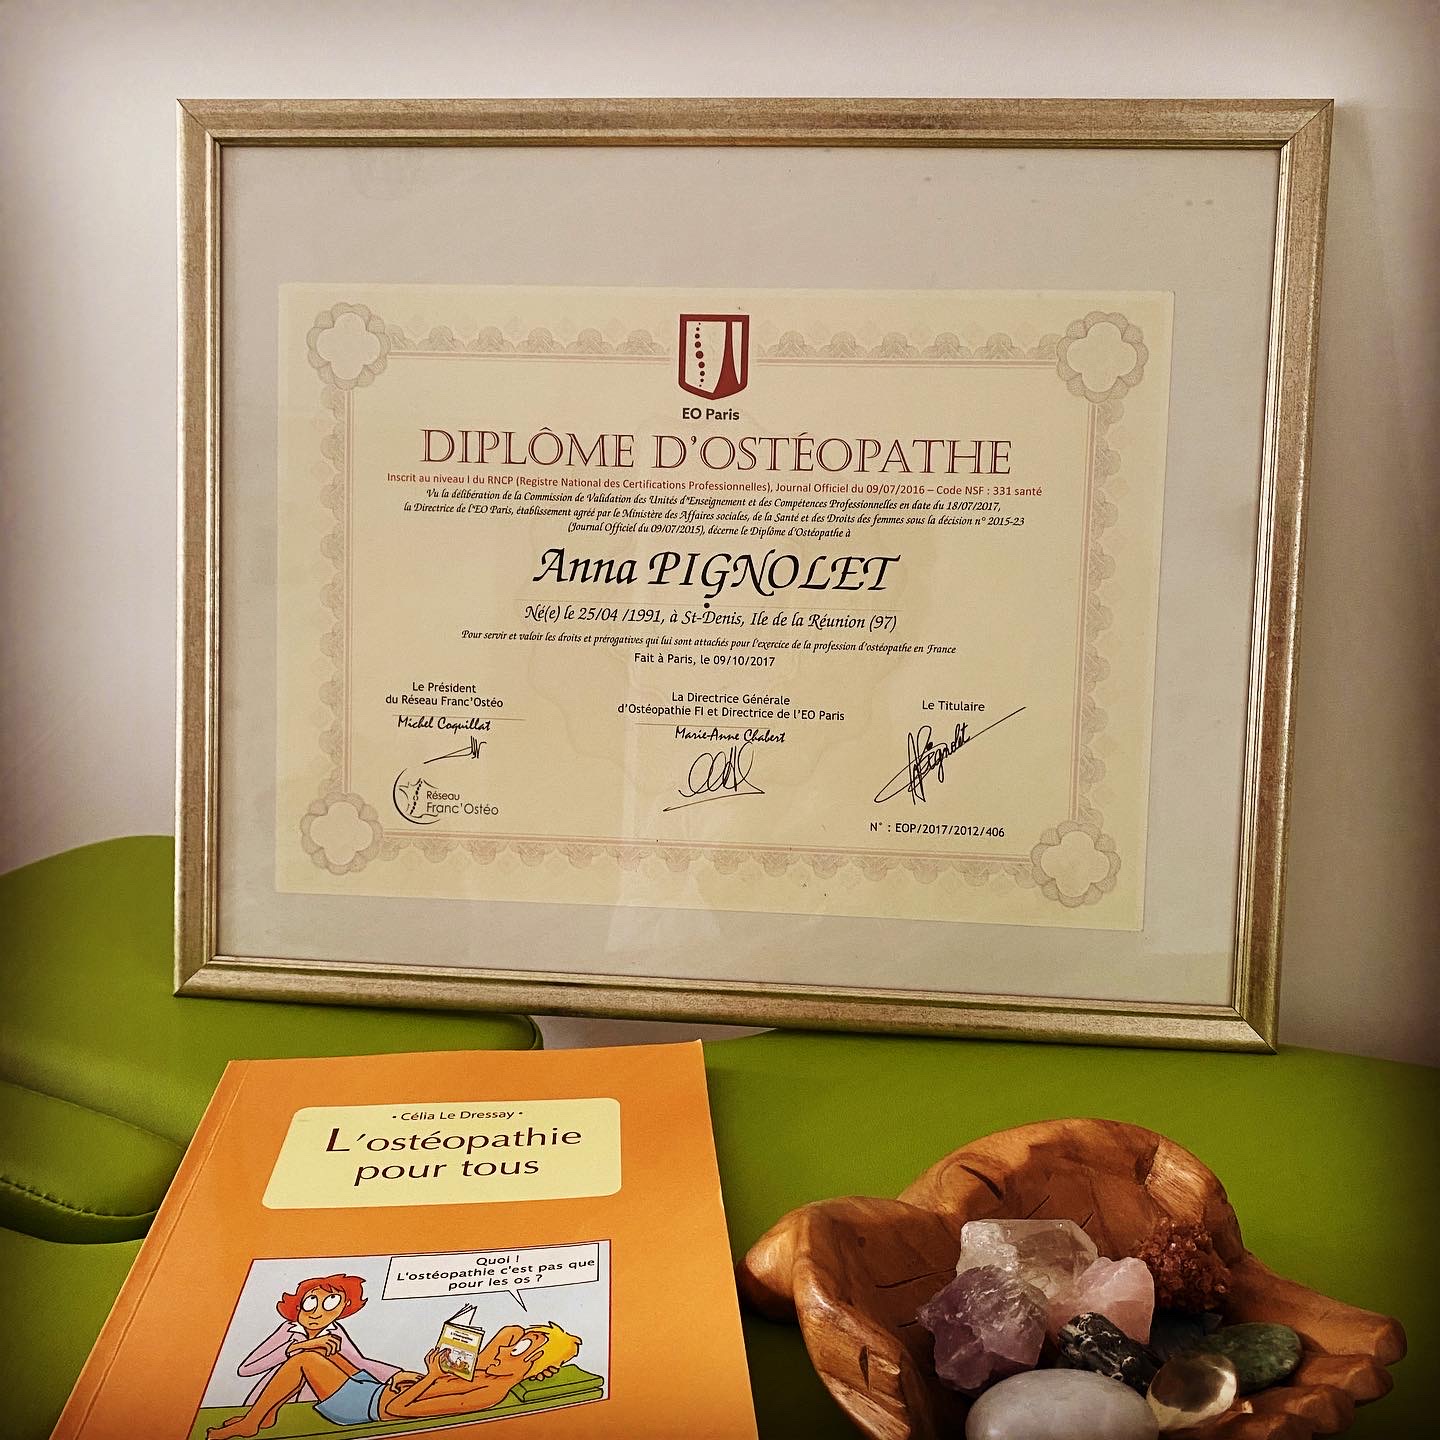 EO Paris
DIPLÔME D'OSTÉOPATHE
Inscrit au niveau I du RNCP (Registre National des Certifications Professionnelles), Journal Officiel du 09/07/2016 – Code NSF : 331 santé
Vu la délibération de la Commission de Validation des Unités d'Enseignement et des Compétences Professionnelles en date du 18/07/2017,
la Directrice de l'EO Paris, établissement agréé par le Ministère des Affaires sociales, de la Santé et des Droits des femmes sous la décision n° 2015-23
(Journal Officiel du 09/07/2015), décerne le Diplôme d'Ostéopathe à
Anna PIGNOLET
Né(e) le 25/04 /1991, à St-Denis, Ile de la Réunion (97)
Pour servir et valoir les droits et prérogatives qui lui sont attachés pour l'exercice de la profession d'ostéopathe en France
Fait à Paris, le 09/10/2017
Le Président
du Réseau Franc'Ostéo
Michel Coquillat
Réseau
Franc'Ostéo
La Directrice Générale
d'Ostéopathie FI et Directrice de l'EO Paris
Marie-Anne Chabert
Le Titulaire
APignolet
N° : EOP/2017/2012/406
• Célia Le Dressay •
L'ostéopathie
pour tous
Quoi !
L'ostéopathie c'est pas que
pour les os ?